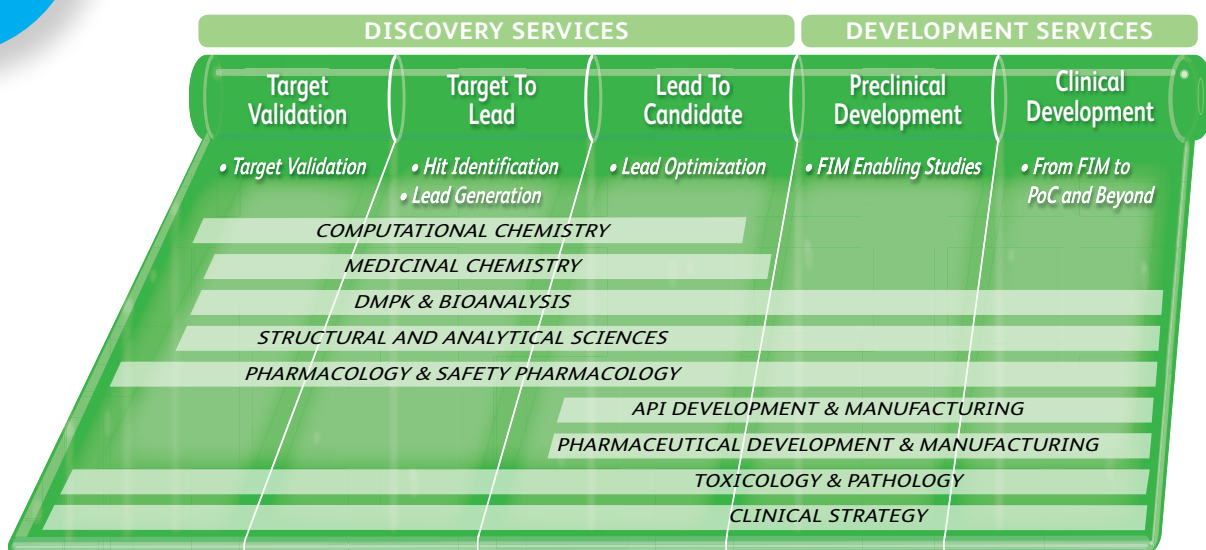 DISCOVERY SERVICES
DEVELOPMENT SERVICES
Target
Validation
Target To
Lead
Lead To
Candidate
Preclinical
Development
Clinical
Development
• Target Validation
• Hit Identification
• Lead Generation
• Lead Optimization
• FIM Enabling Studies
• From FIM to
PoC and Beyond
COMPUTATIONAL CHEMISTRY
MEDICINAL CHEMISTRY
DMPK & BIOANALYSIS
STRUCTURAL AND ANALYTICAL SCIENCES
PHARMACOLOGY & SAFETY PHARMACOLOGY
API DEVELOPMENT & MANUFACTURING
PHARMACEUTICAL DEVELOPMENT & MANUFACTURING
TOXICOLOGY & PATHOLOGY
CLINICAL STRATEGY